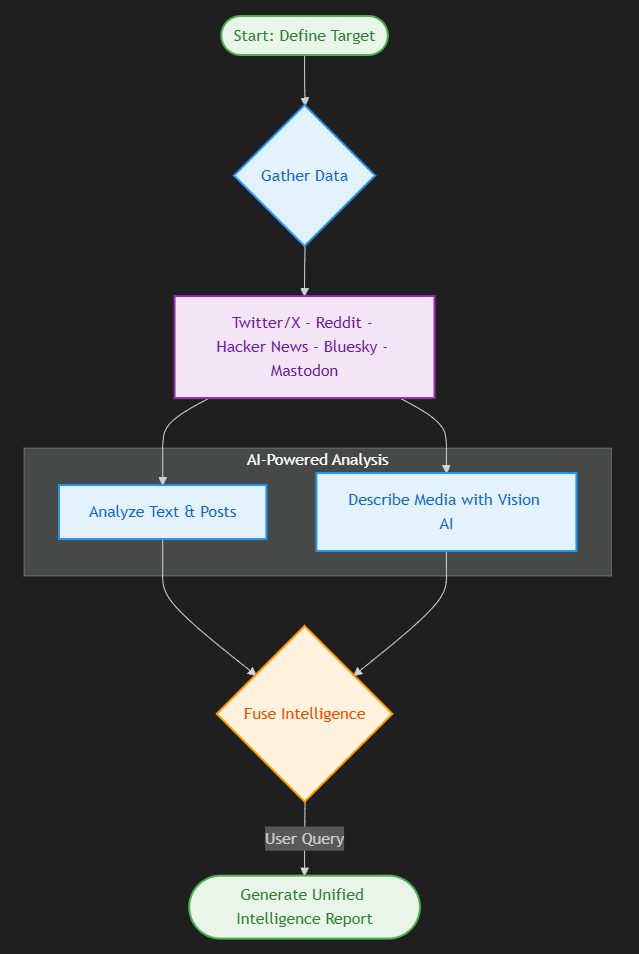 Start: Define Target
Gather Data
Twitter/X - Reddit -
Hacker News - Bluesky -
Mastodon
AI-Powered Analysis
Analyze Text & Posts
Describe Media with Vision
AI
Fuse Intelligence
User Query
Generate Unified
Intelligence Report